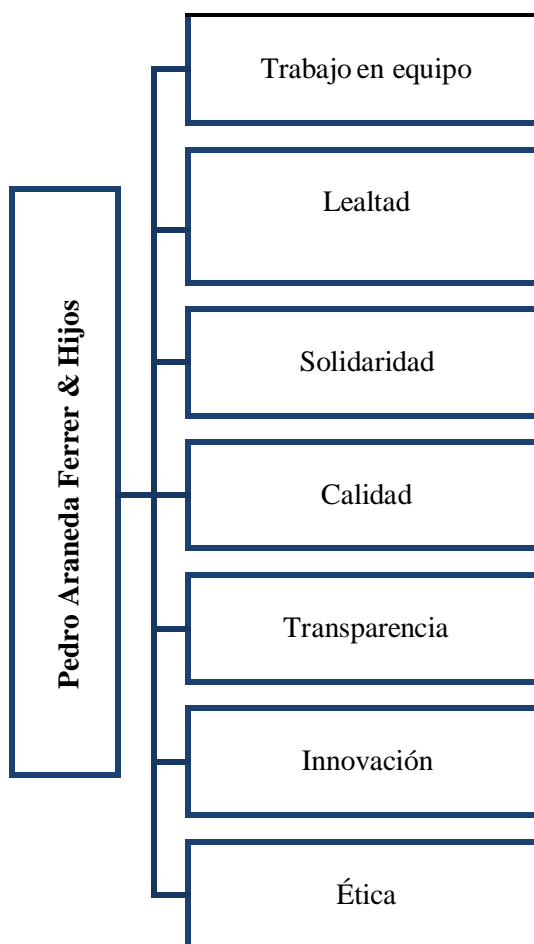 Pedro Araneda Ferrer & Hijos
Trabajo en equipo
Lealtad
Solidaridad
Calidad
Transparencia
Innovación
Ética